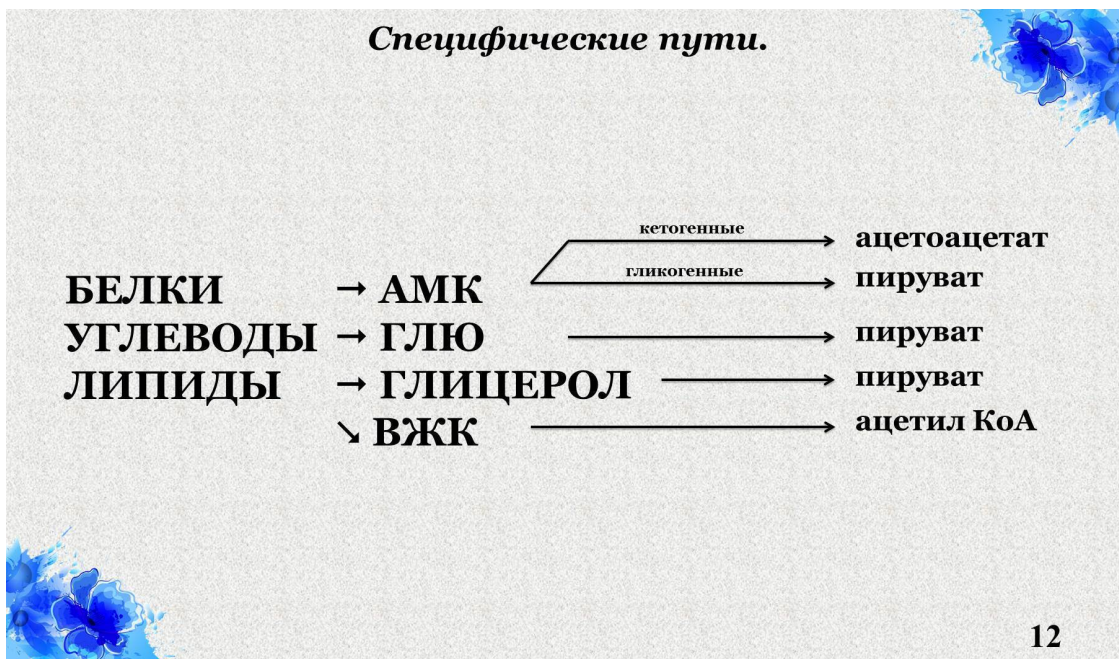 Специфические пути.
кетогенные
ацетоацетат
гликогенные
пируват
БЕЛКИ → АМК
УГЛЕВОДЫ → ГЛЮ
пируват
ЛИПИДЫ → ГЛИЦЕРОЛ
пируват
↘ ВЖК
ацетил КоА
12